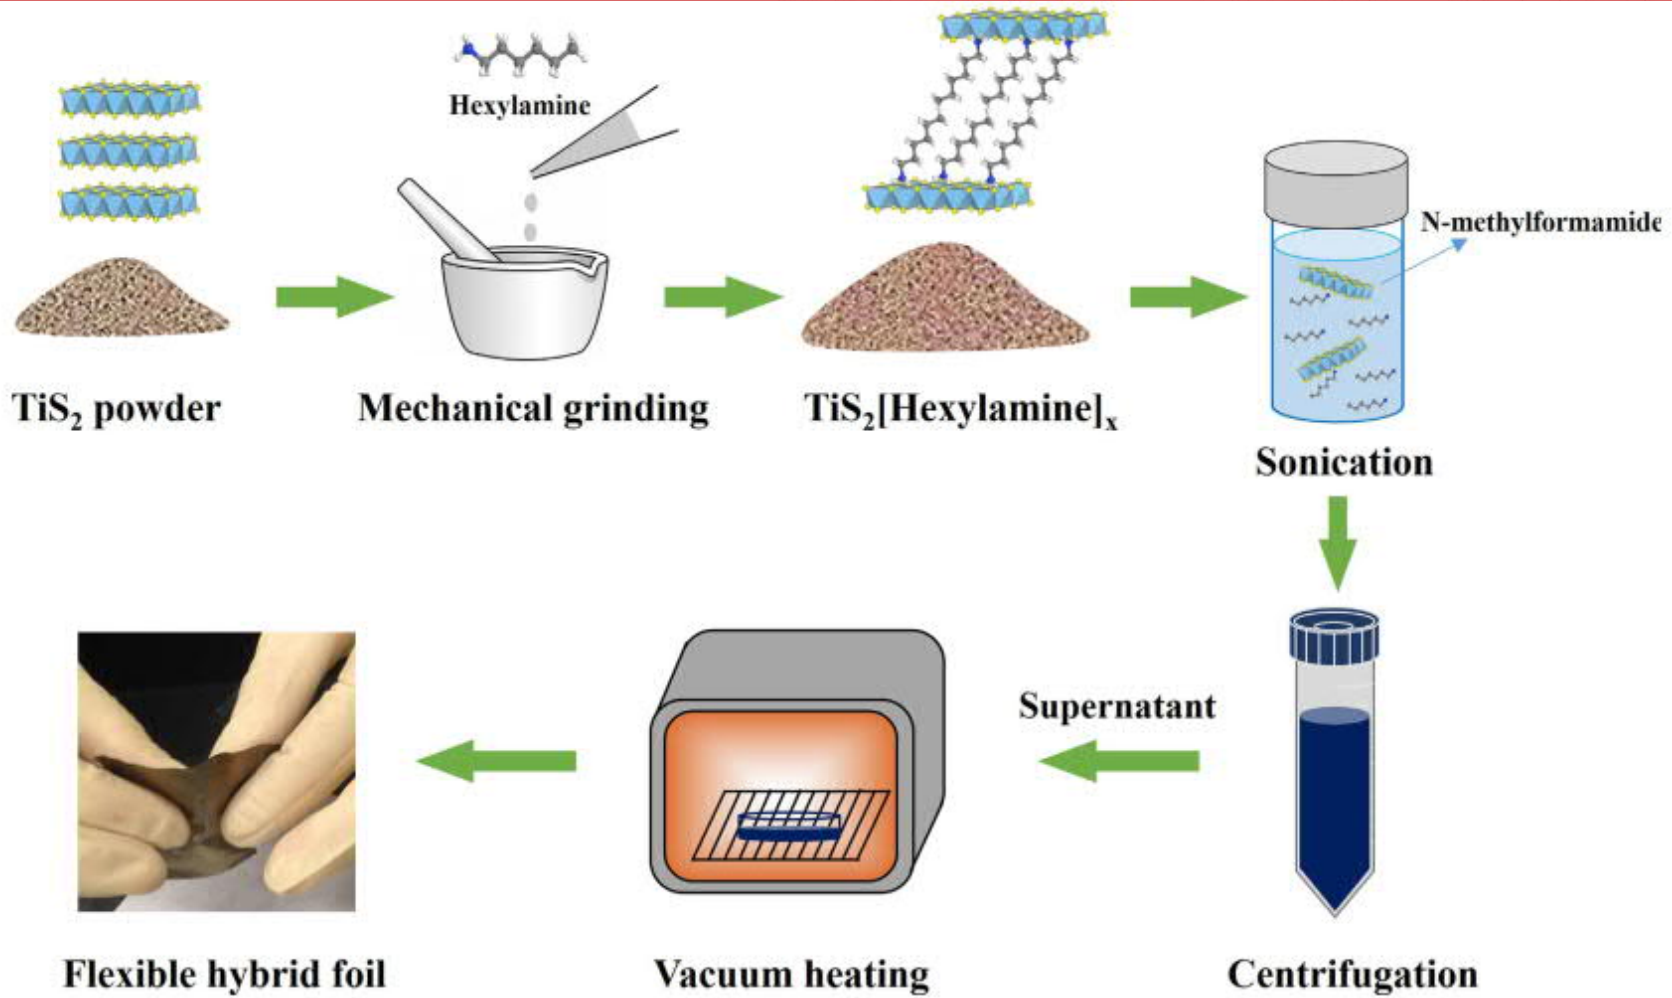 Hexylamine
N-methylformamide
TiS₂ powder
Mechanical grinding
TiS₂[Hexylamine]ₓ
Sonication
Supernatant
Flexible hybrid foil
Vacuum heating
Centrifugation